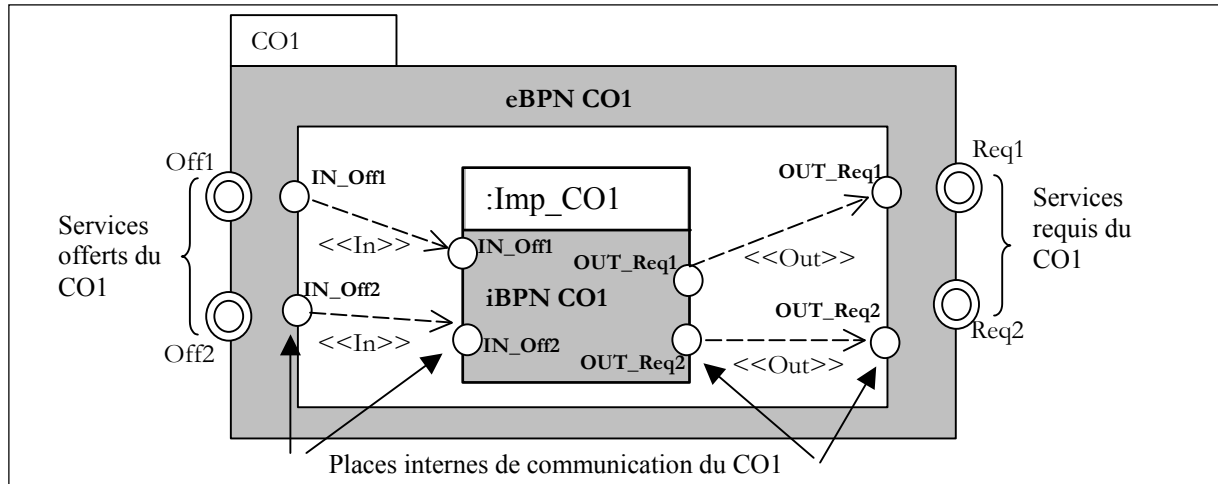 CO1
eBPN CO1
Off1
IN_Off1
OUT_Req1
Req1
:Imp_CO1
Services
offerts du
CO1
<<In>>
IN_Off1
OUT_Req1
<<Out>>
Services
requis du
CO1
IN_Off2
iBPN CO1
OUT_Req2
Off2
<<In>>
IN_Off2
OUT_Req2
<<Out>>
Req2
Places internes de communication du CO1